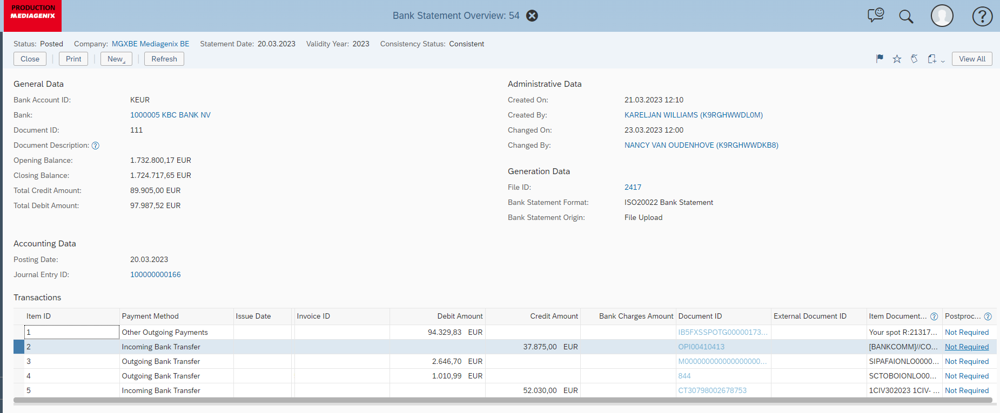 PRODUCTION
MEDIAGENIX
Bank Statement Overview: 54
Status: Posted Company: MGXBE Mediagenix BE Statement Date: 20.03.2023 Validity Year: 2023 Consistency Status: Consistent
Close Print New Refresh View All
General Data
Bank Account ID: KEUR
Bank: 1000005 KBC BANK NV
Document ID: 111
Document Description: ?
Opening Balance: 1.732.800,17 EUR
Closing Balance: 1.724.717,65 EUR
Total Credit Amount: 89.905,00 EUR
Total Debit Amount: 97.987,52 EUR
Administrative Data
Created On: 21.03.2023 12:10
Created By: KARELJAN WILLIAMS (K9RGHWWDL0M)
Changed On: 23.03.2023 12:00
Changed By: NANCY VAN OUDENHOVE (K9RGHWWDKB8)
Generation Data
File ID: 2417
Bank Statement Format: ISO20022 Bank Statement
Bank Statement Origin: File Upload
Accounting Data
Posting Date: 20.03.2023
Journal Entry ID: 100000000166
Transactions
Item ID Payment Method Issue Date Invoice ID Debit Amount Credit Amount Bank Charges Amount Document ID External Document ID Item Document... ? Postproc... ?
1 Other Outgoing Payments 94.329,83 EUR IB5FXSSPOTG00000173... Your spot R:21317... Not Required
2 Incoming Bank Transfer 37.875,00 EUR OPI00410413 [BANKCOMM]//CO... Not Required
3 Outgoing Bank Transfer 2.646,70 EUR M000000000000000000... SIPAFAIONLO0000... Not Required
4 Outgoing Bank Transfer 1.010,99 EUR 844 SCTOBOIONLO00... Not Required
5 Incoming Bank Transfer 52.030,00 EUR CT30798002678753 1CIV302023 1CIV- ... Not Required